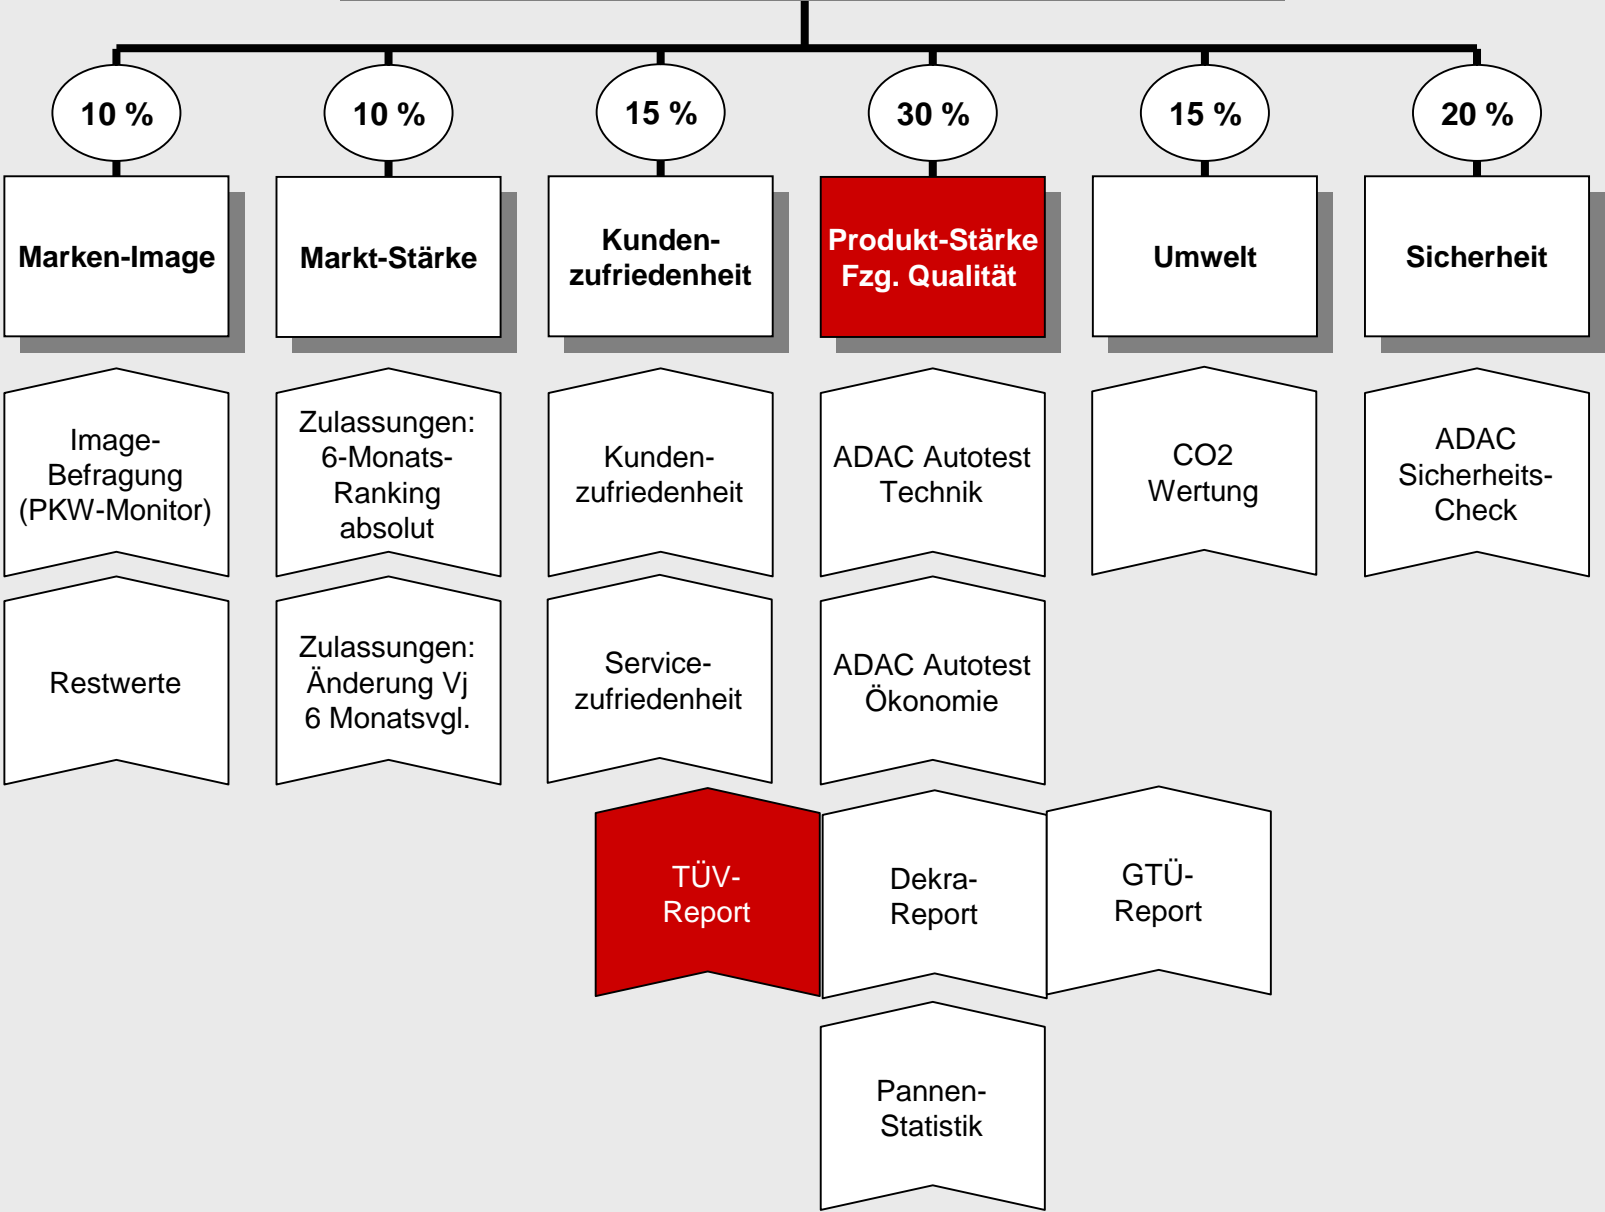 10 %
10 %
15 %
30 %
15 %
20 %
Marken-Image
Markt-Stärke
Kunden-
zufriedenheit
Produkt-Stärke
Fzg. Qualität
Umwelt
Sicherheit
Image-
Befragung
(PKW-Monitor)
Zulassungen:
6-Monats-
Ranking
absolut
Kunden-
zufriedenheit
ADAC Autotest
Technik
CO2
Wertung
ADAC
Sicherheits-
Check
Restwerte
Zulassungen:
Änderung Vj
6 Monatsvgl.
Service-
zufriedenheit
ADAC Autotest
Ökonomie
TÜV-
Report
Dekra-
Report
GTÜ-
Report
Pannen-
Statistik